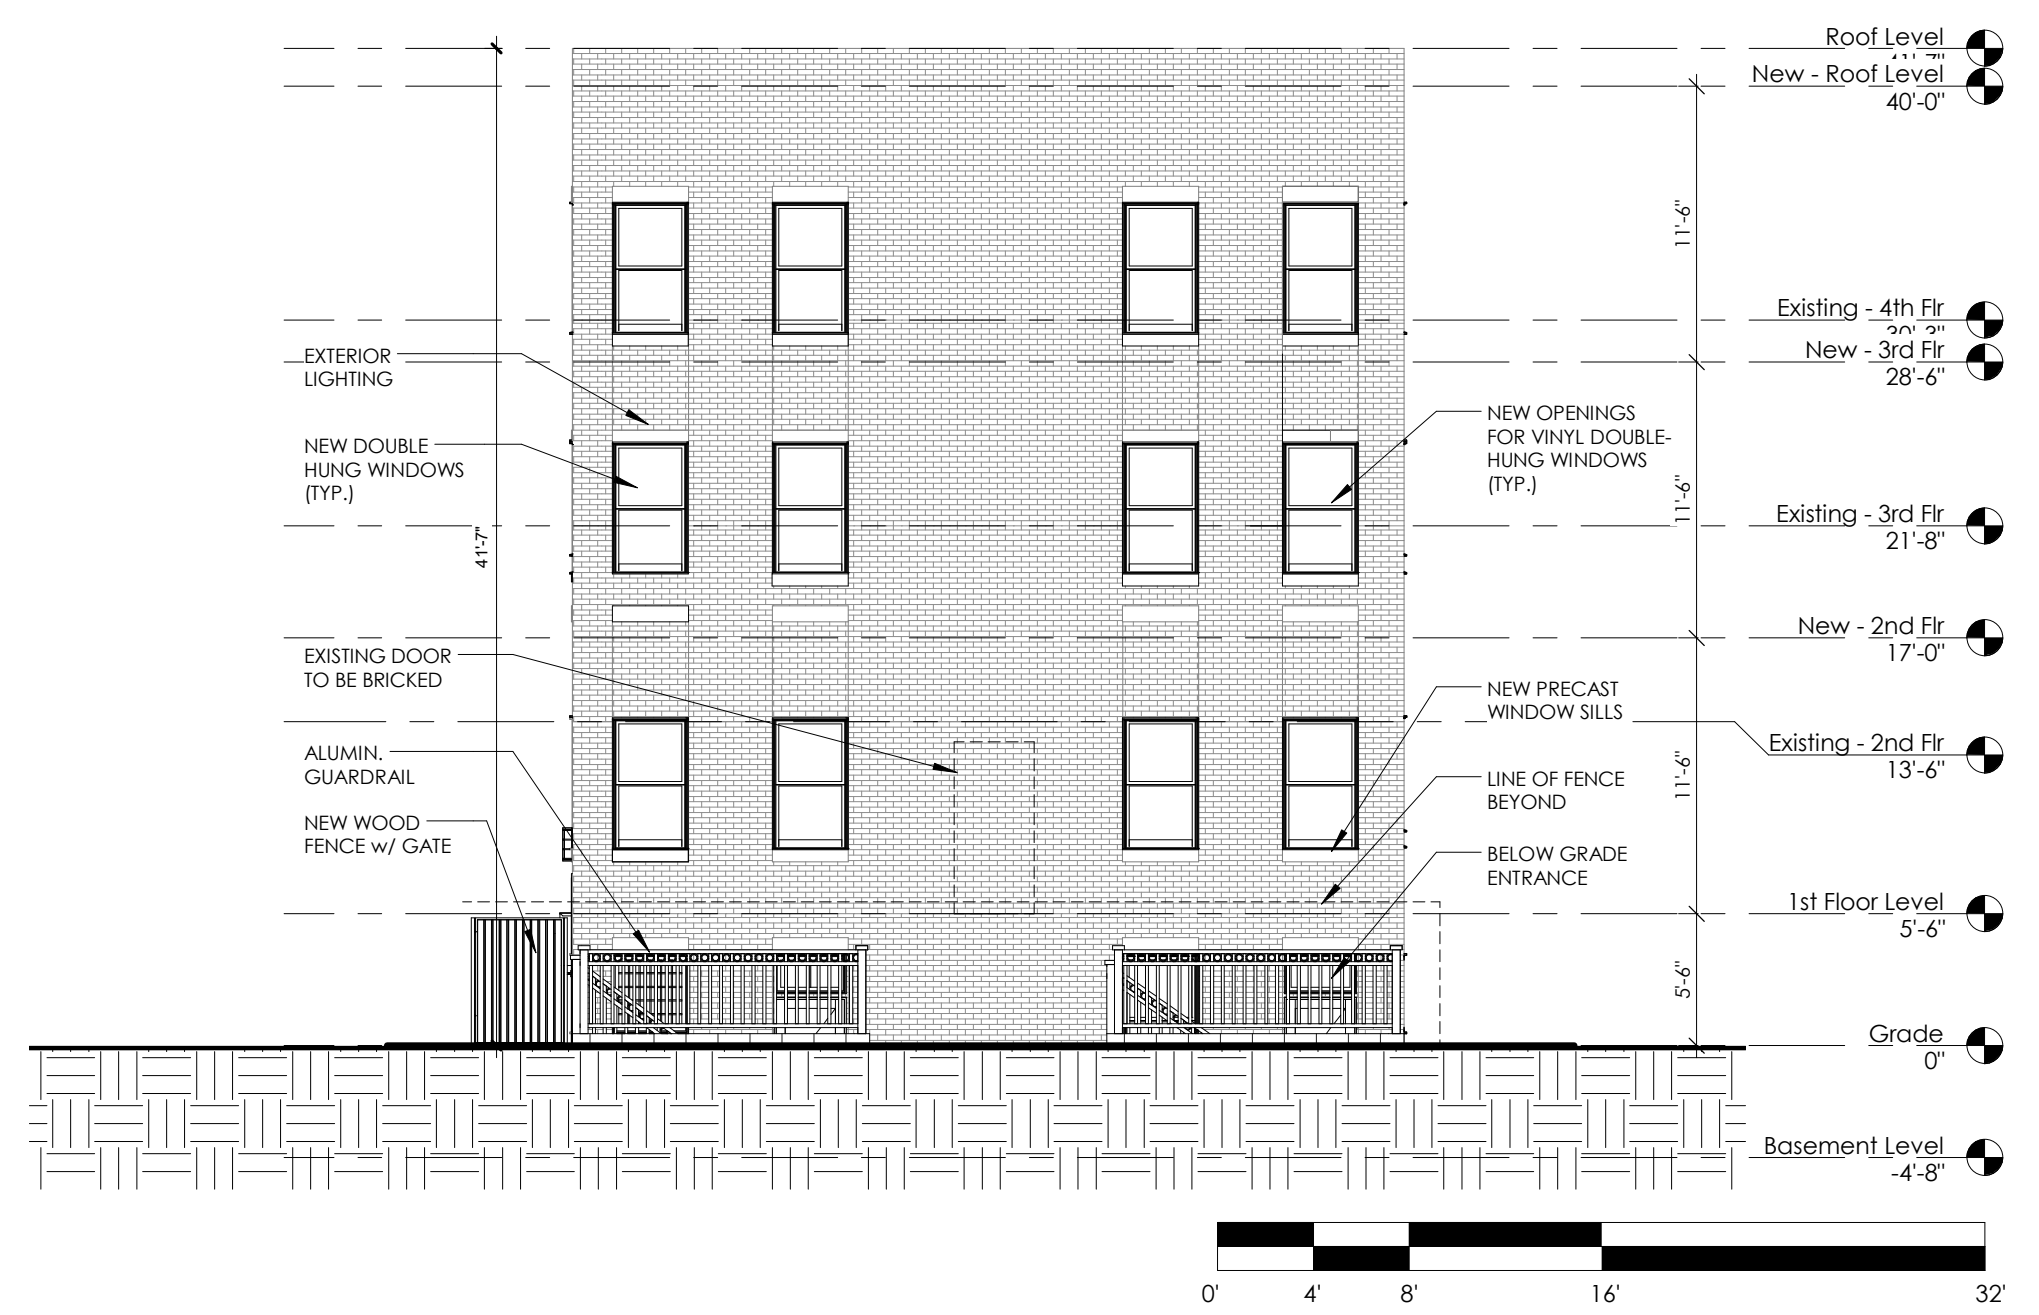 Roof Level
New - Roof Level
40'-0"
11'-6"
Existing - 4th Flr
New - 3rd Flr
28'-6"
EXTERIOR
LIGHTING
NEW DOUBLE
HUNG WINDOWS
(TYP.)
NEW OPENINGS
FOR VINYL DOUBLE-
HUNG WINDOWS
(TYP.)
11'-6"
41'-7"
Existing - 3rd Flr
21'-8"
New - 2nd Flr
17'-0"
EXISTING DOOR
TO BE BRICKED
NEW PRECAST
WINDOW SILLS
Existing - 2nd Flr
13'-6"
ALUMIN.
GUARDRAIL
11'-6"
LINE OF FENCE
BEYOND
NEW WOOD
FENCE w/ GATE
BELOW GRADE
ENTRANCE
1st Floor Level
5'-6"
5'-6"
Grade
0"
Basement Level
-4'-8"
0' 4' 8' 16' 32'